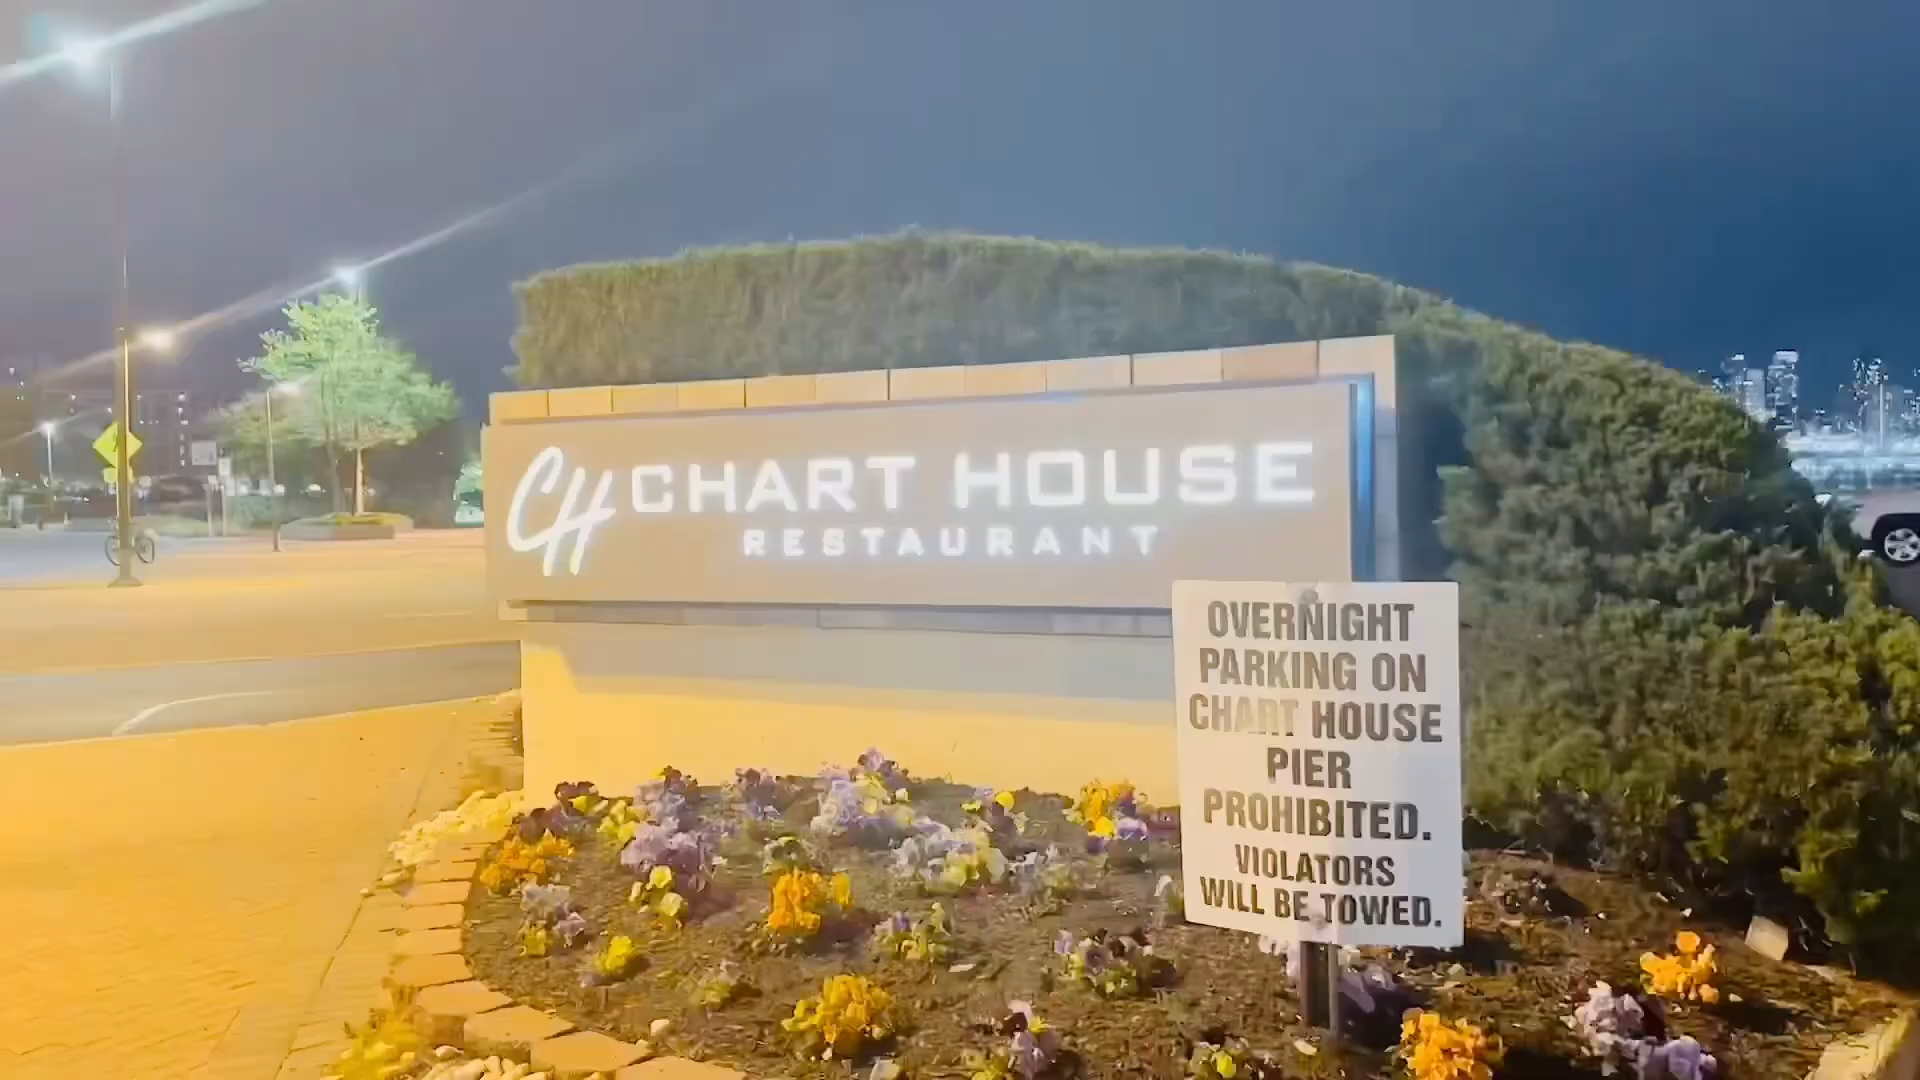 CH CHART HOUSE
RESTAURANT
OVERNIGHT
PARKING ON
CHART HOUSE
PIER
PROHIBITED.
VIOLATORS
WILL BE TOWED.